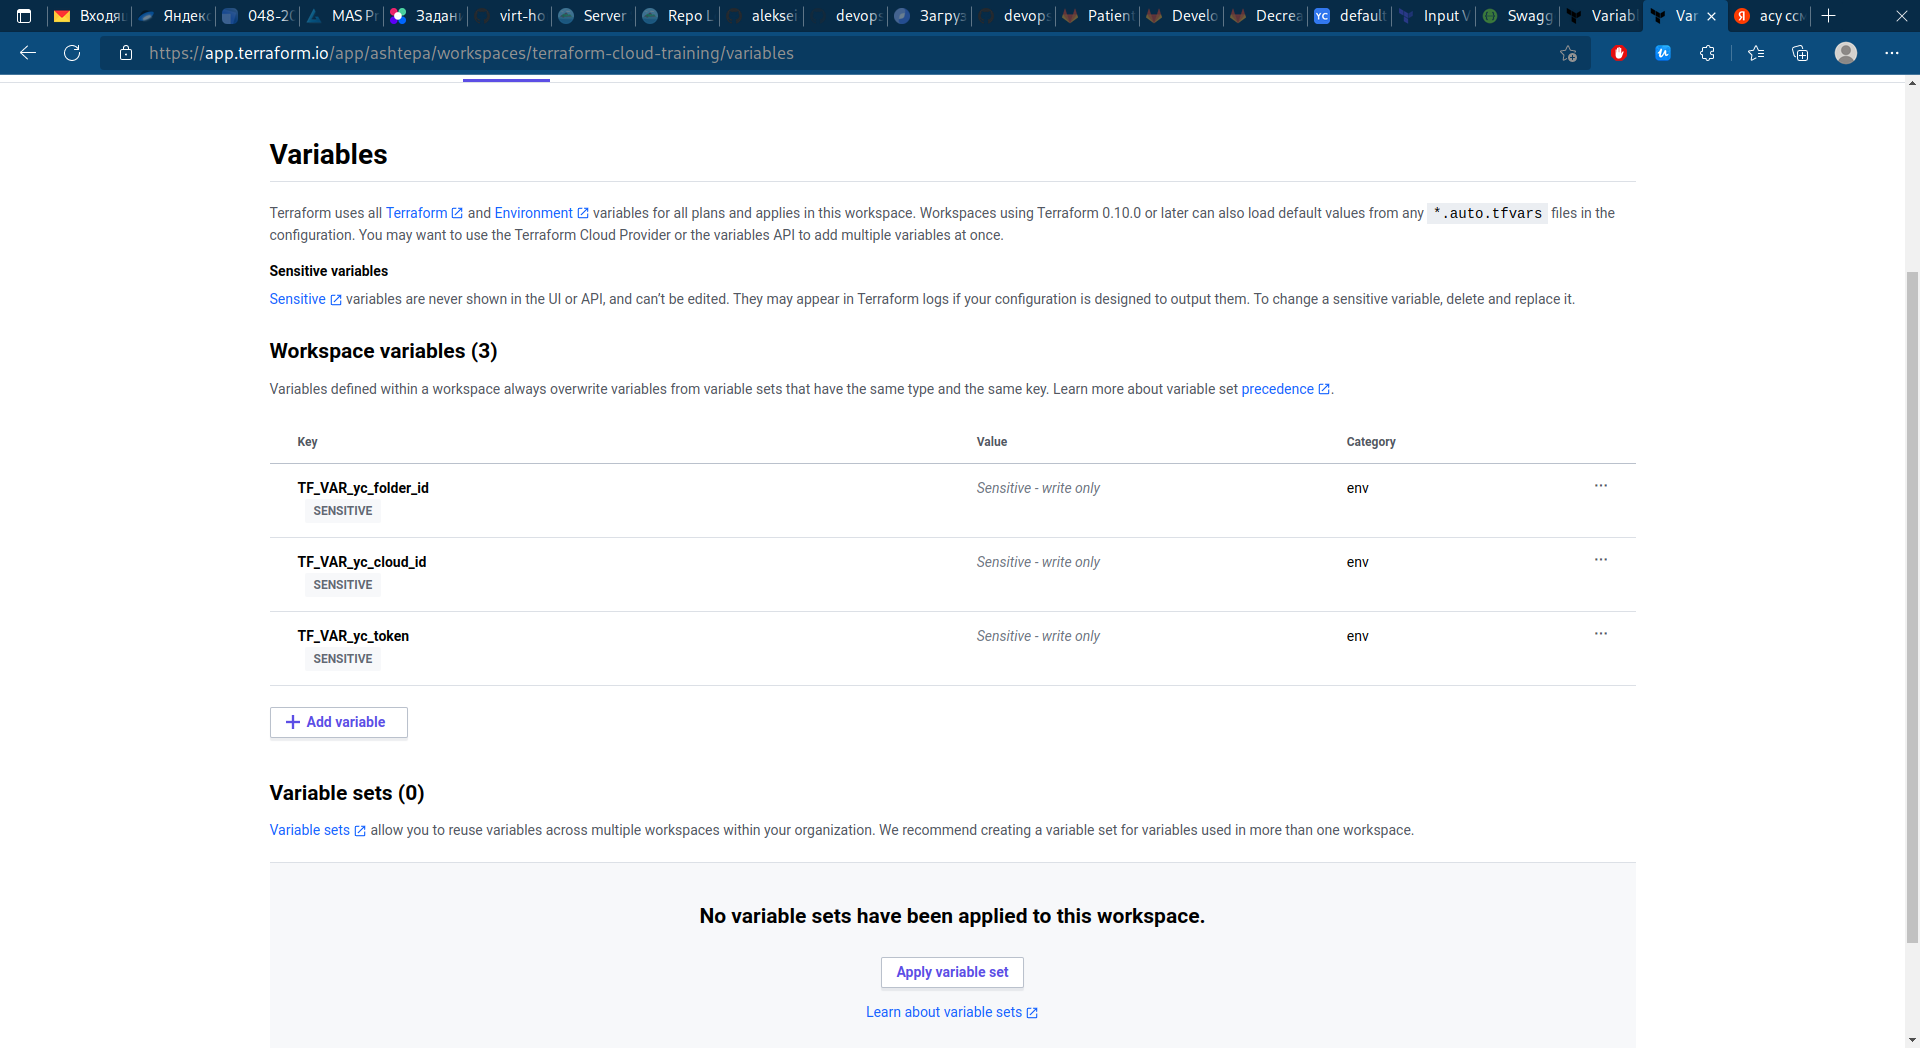 Входящ
Яндекс
048-20
MAS Pr
Задани
virt-ho
Server
Repo L
aleksei
devops
Загруз
devops
Patient
Develo
Decrea
YC default
Input V
Swagg
Variabl
Var
Я асу ссм
https://app.terraform.io/app/ashtepa/workspaces/terraform-cloud-training/variables
Variables
Terraform uses all Terraform and Environment variables for all plans and applies in this workspace. Workspaces using Terraform 0.10.0 or later can also load default values from any *.auto.tfvars files in the
configuration. You may want to use the Terraform Cloud Provider or the variables API to add multiple variables at once.
Sensitive variables
Sensitive variables are never shown in the UI or API, and can't be edited. They may appear in Terraform logs if your configuration is designed to output them. To change a sensitive variable, delete and replace it.
Workspace variables (3)
Variables defined within a workspace always overwrite variables from variable sets that have the same type and the same key. Learn more about variable set precedence.
Key Value Category
TF_VAR_yc_folder_id Sensitive - write only env
SENSITIVE
TF_VAR_yc_cloud_id Sensitive - write only env
SENSITIVE
TF_VAR_yc_token Sensitive - write only env
SENSITIVE
+ Add variable
Variable sets (0)
Variable sets allow you to reuse variables across multiple workspaces within your organization. We recommend creating a variable set for variables used in more than one workspace.
No variable sets have been applied to this workspace.
Apply variable set
Learn about variable sets